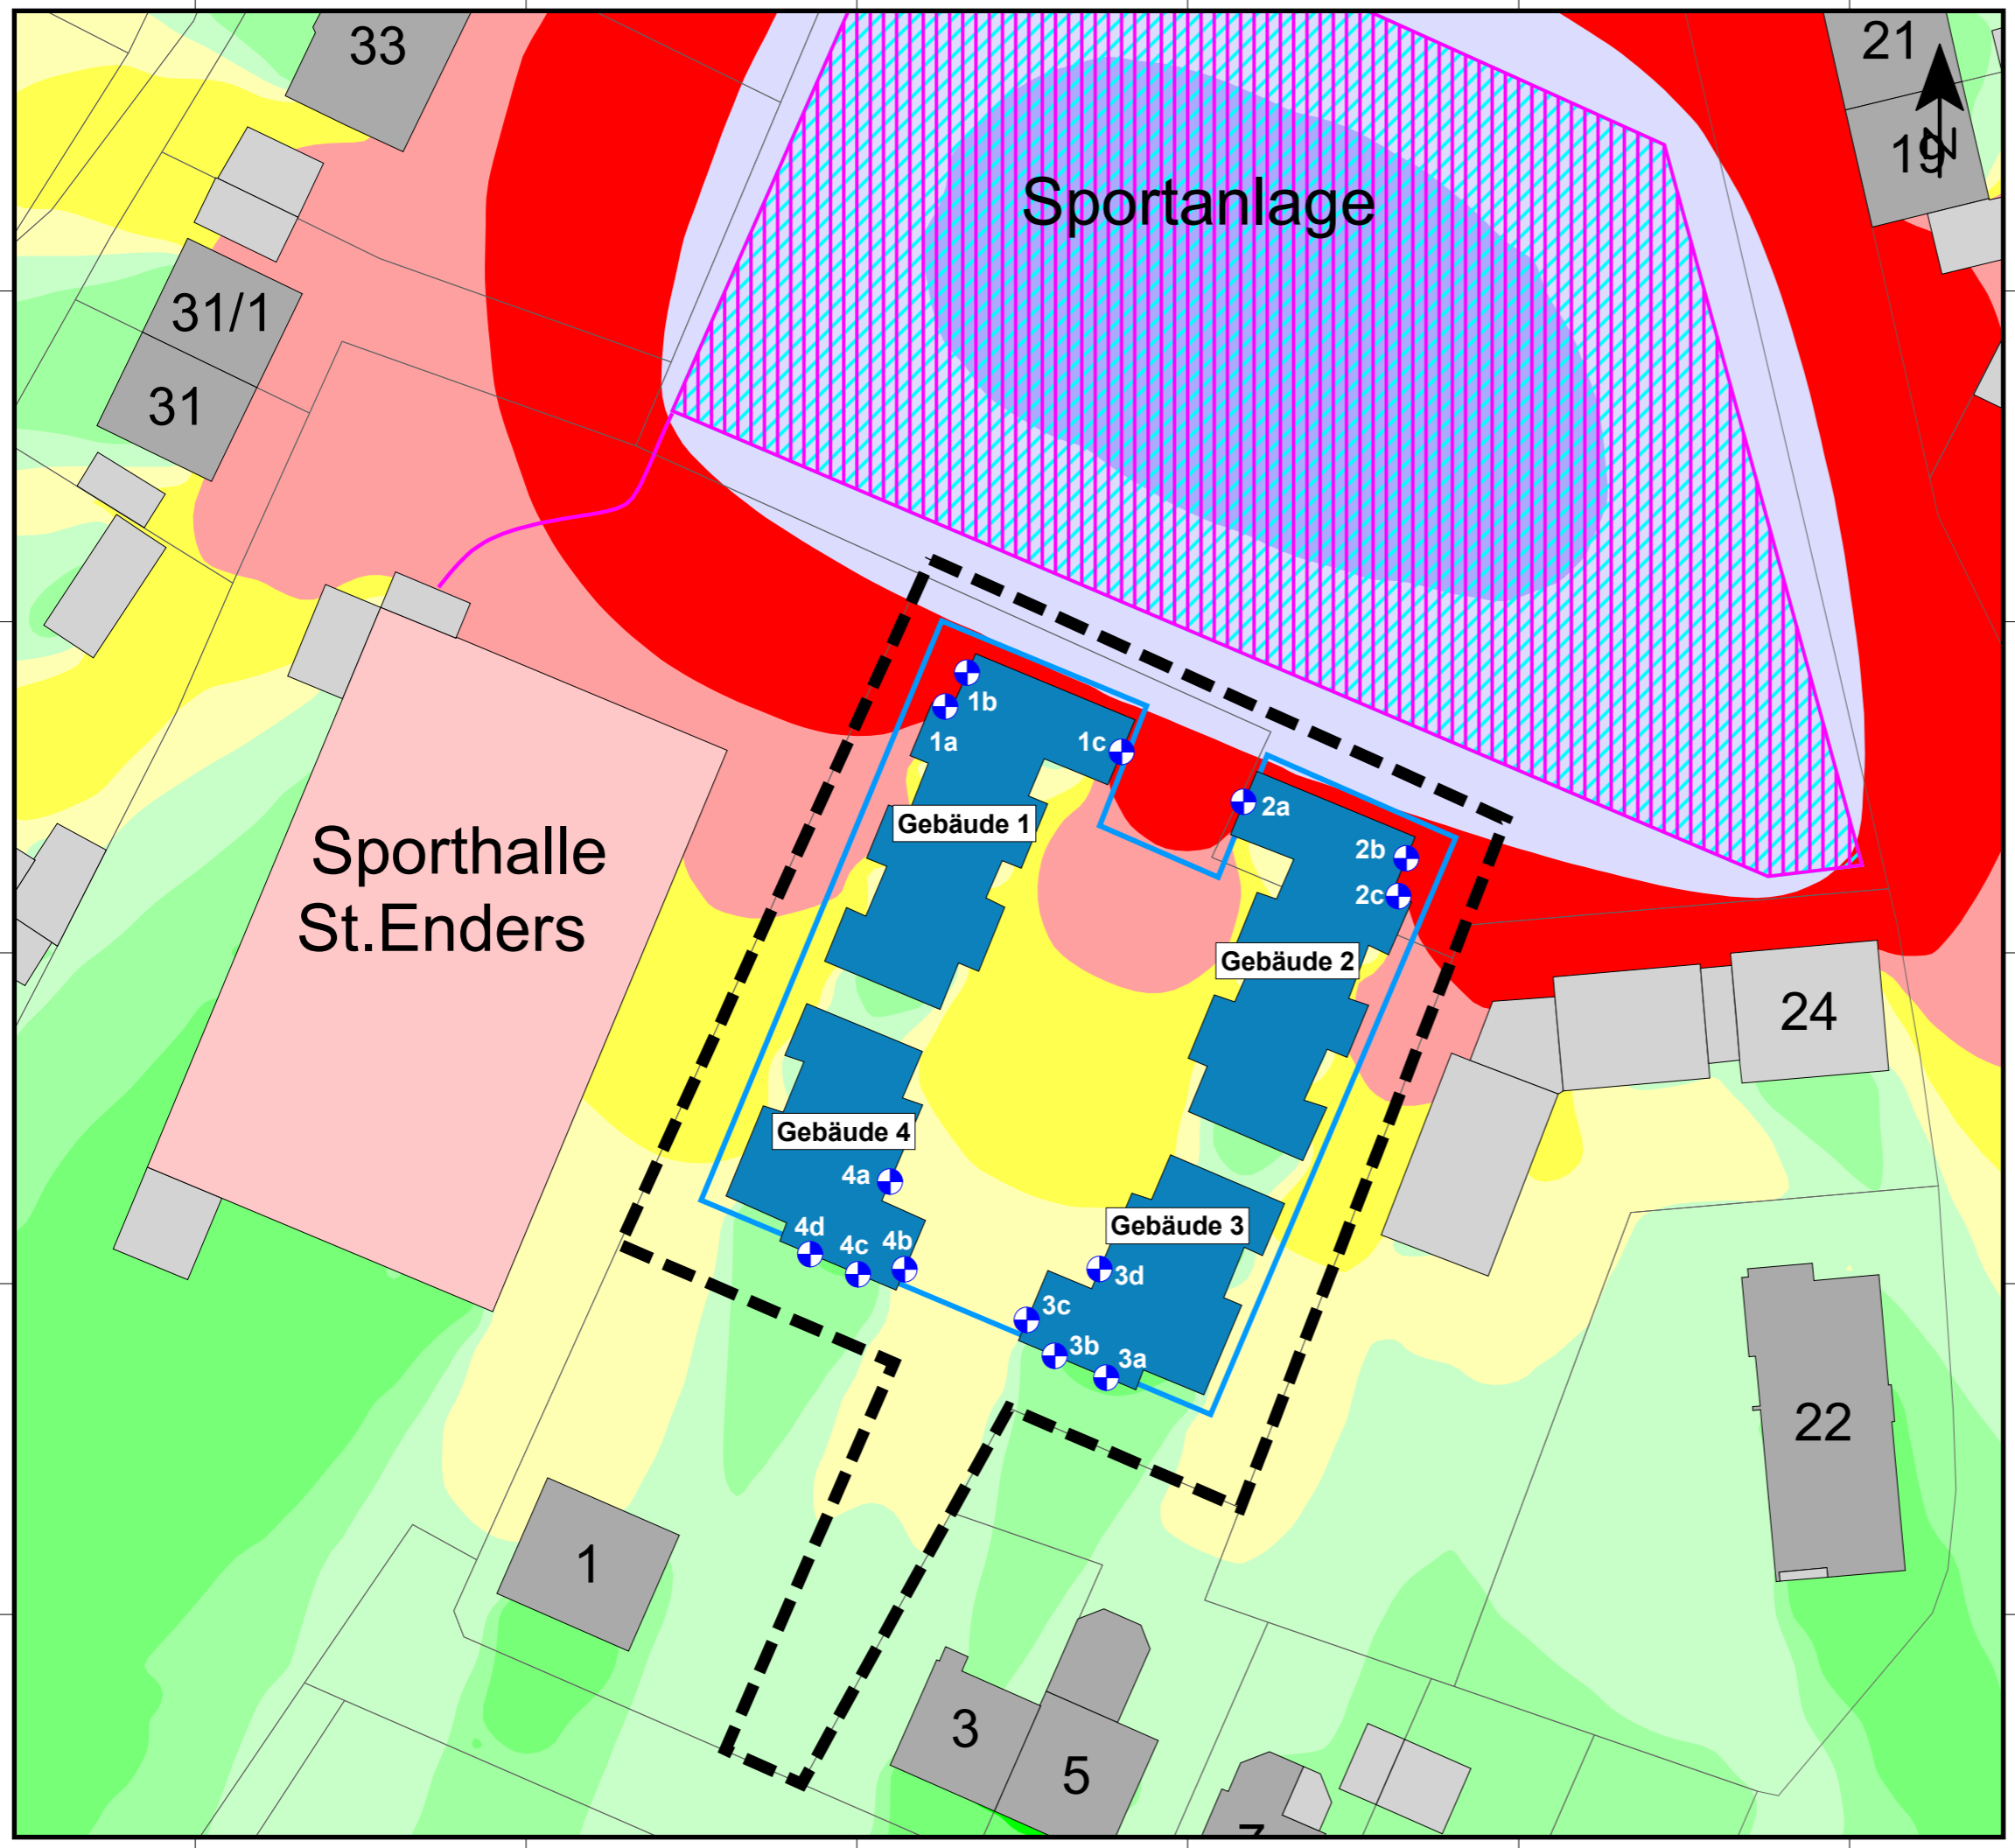 33
21
N
19
Sportanlage
31/1
31
1b
1a
1c
2a
Gebäude 1
2b
Sporthalle
2c
St.Enders
Gebäude 2
24
Gebäude 4
4a
Gebäude 3
4d
4c
4b
3d
3c
3b
3a
22
1
3
5
7